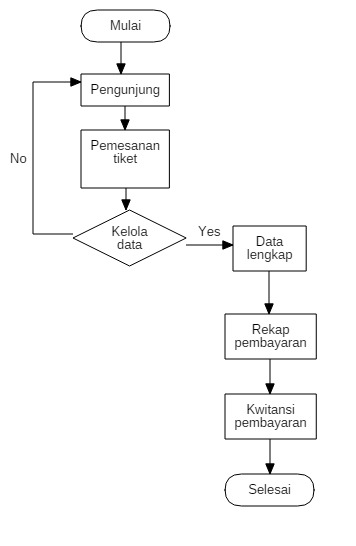 Mulai
Pengunjung
Pemesanan
tiket
No
Kelola
data
Yes
Data
lengkap
Rekap
pembayaran
Kwitansi
pembayaran
Selesai